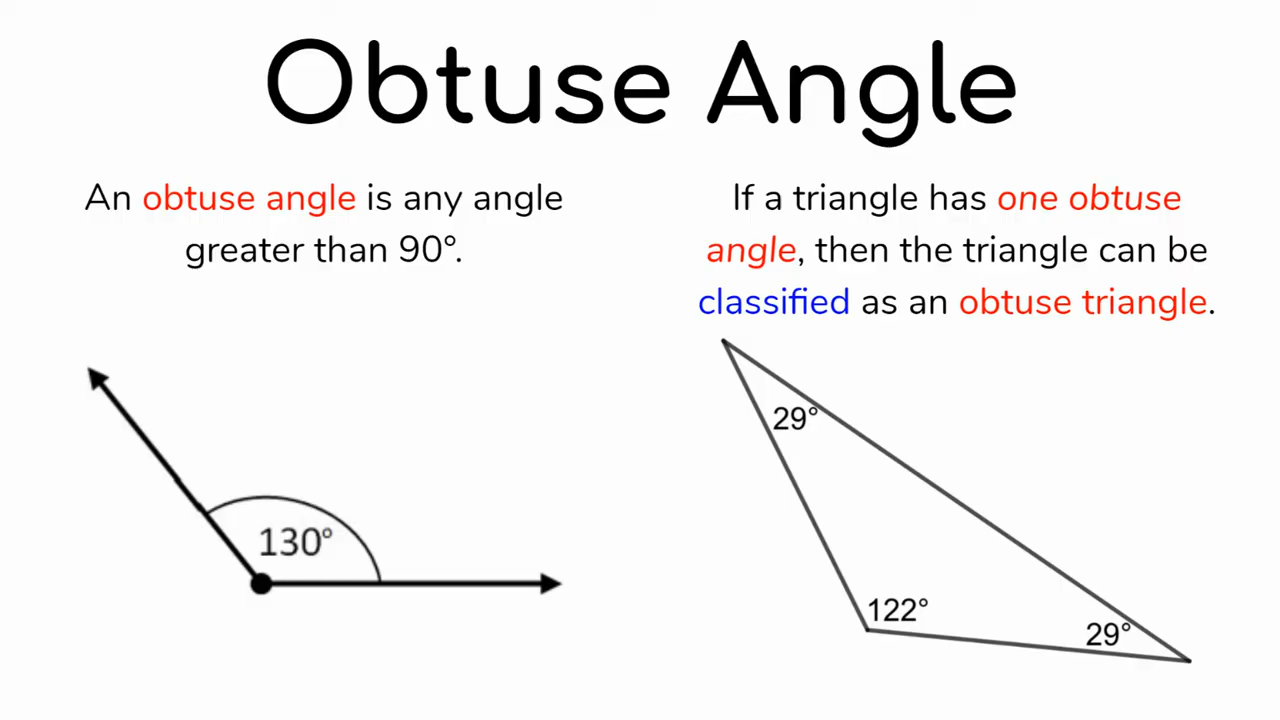 Obtuse Angle
An obtuse angle is any angle
greater than 90°.
If a triangle has one obtuse
angle, then the triangle can be
classified as an obtuse triangle.
130°
29°
122°
29°